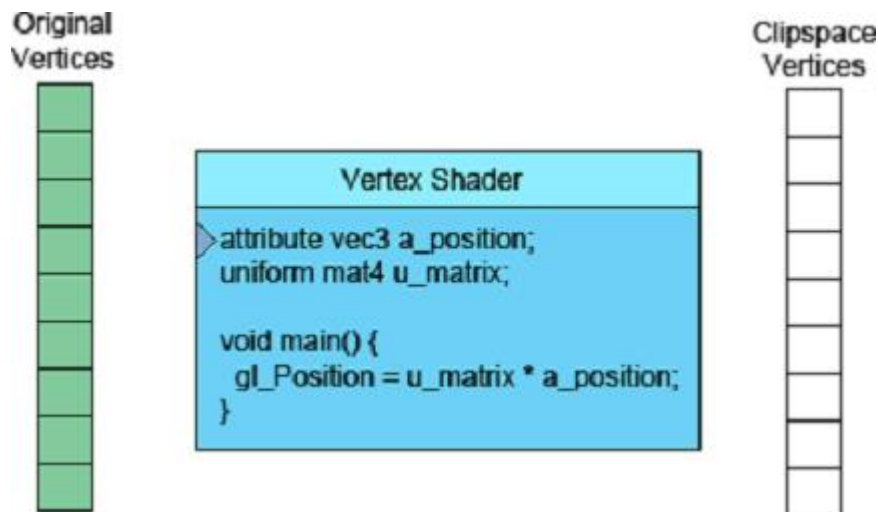 Original
Vertices
Clipspace
Vertices
Vertex Shader
attribute vec3 a_position;
uniform mat4 u_matrix;
void main() {
gl_Position = u_matrix * a_position;
}